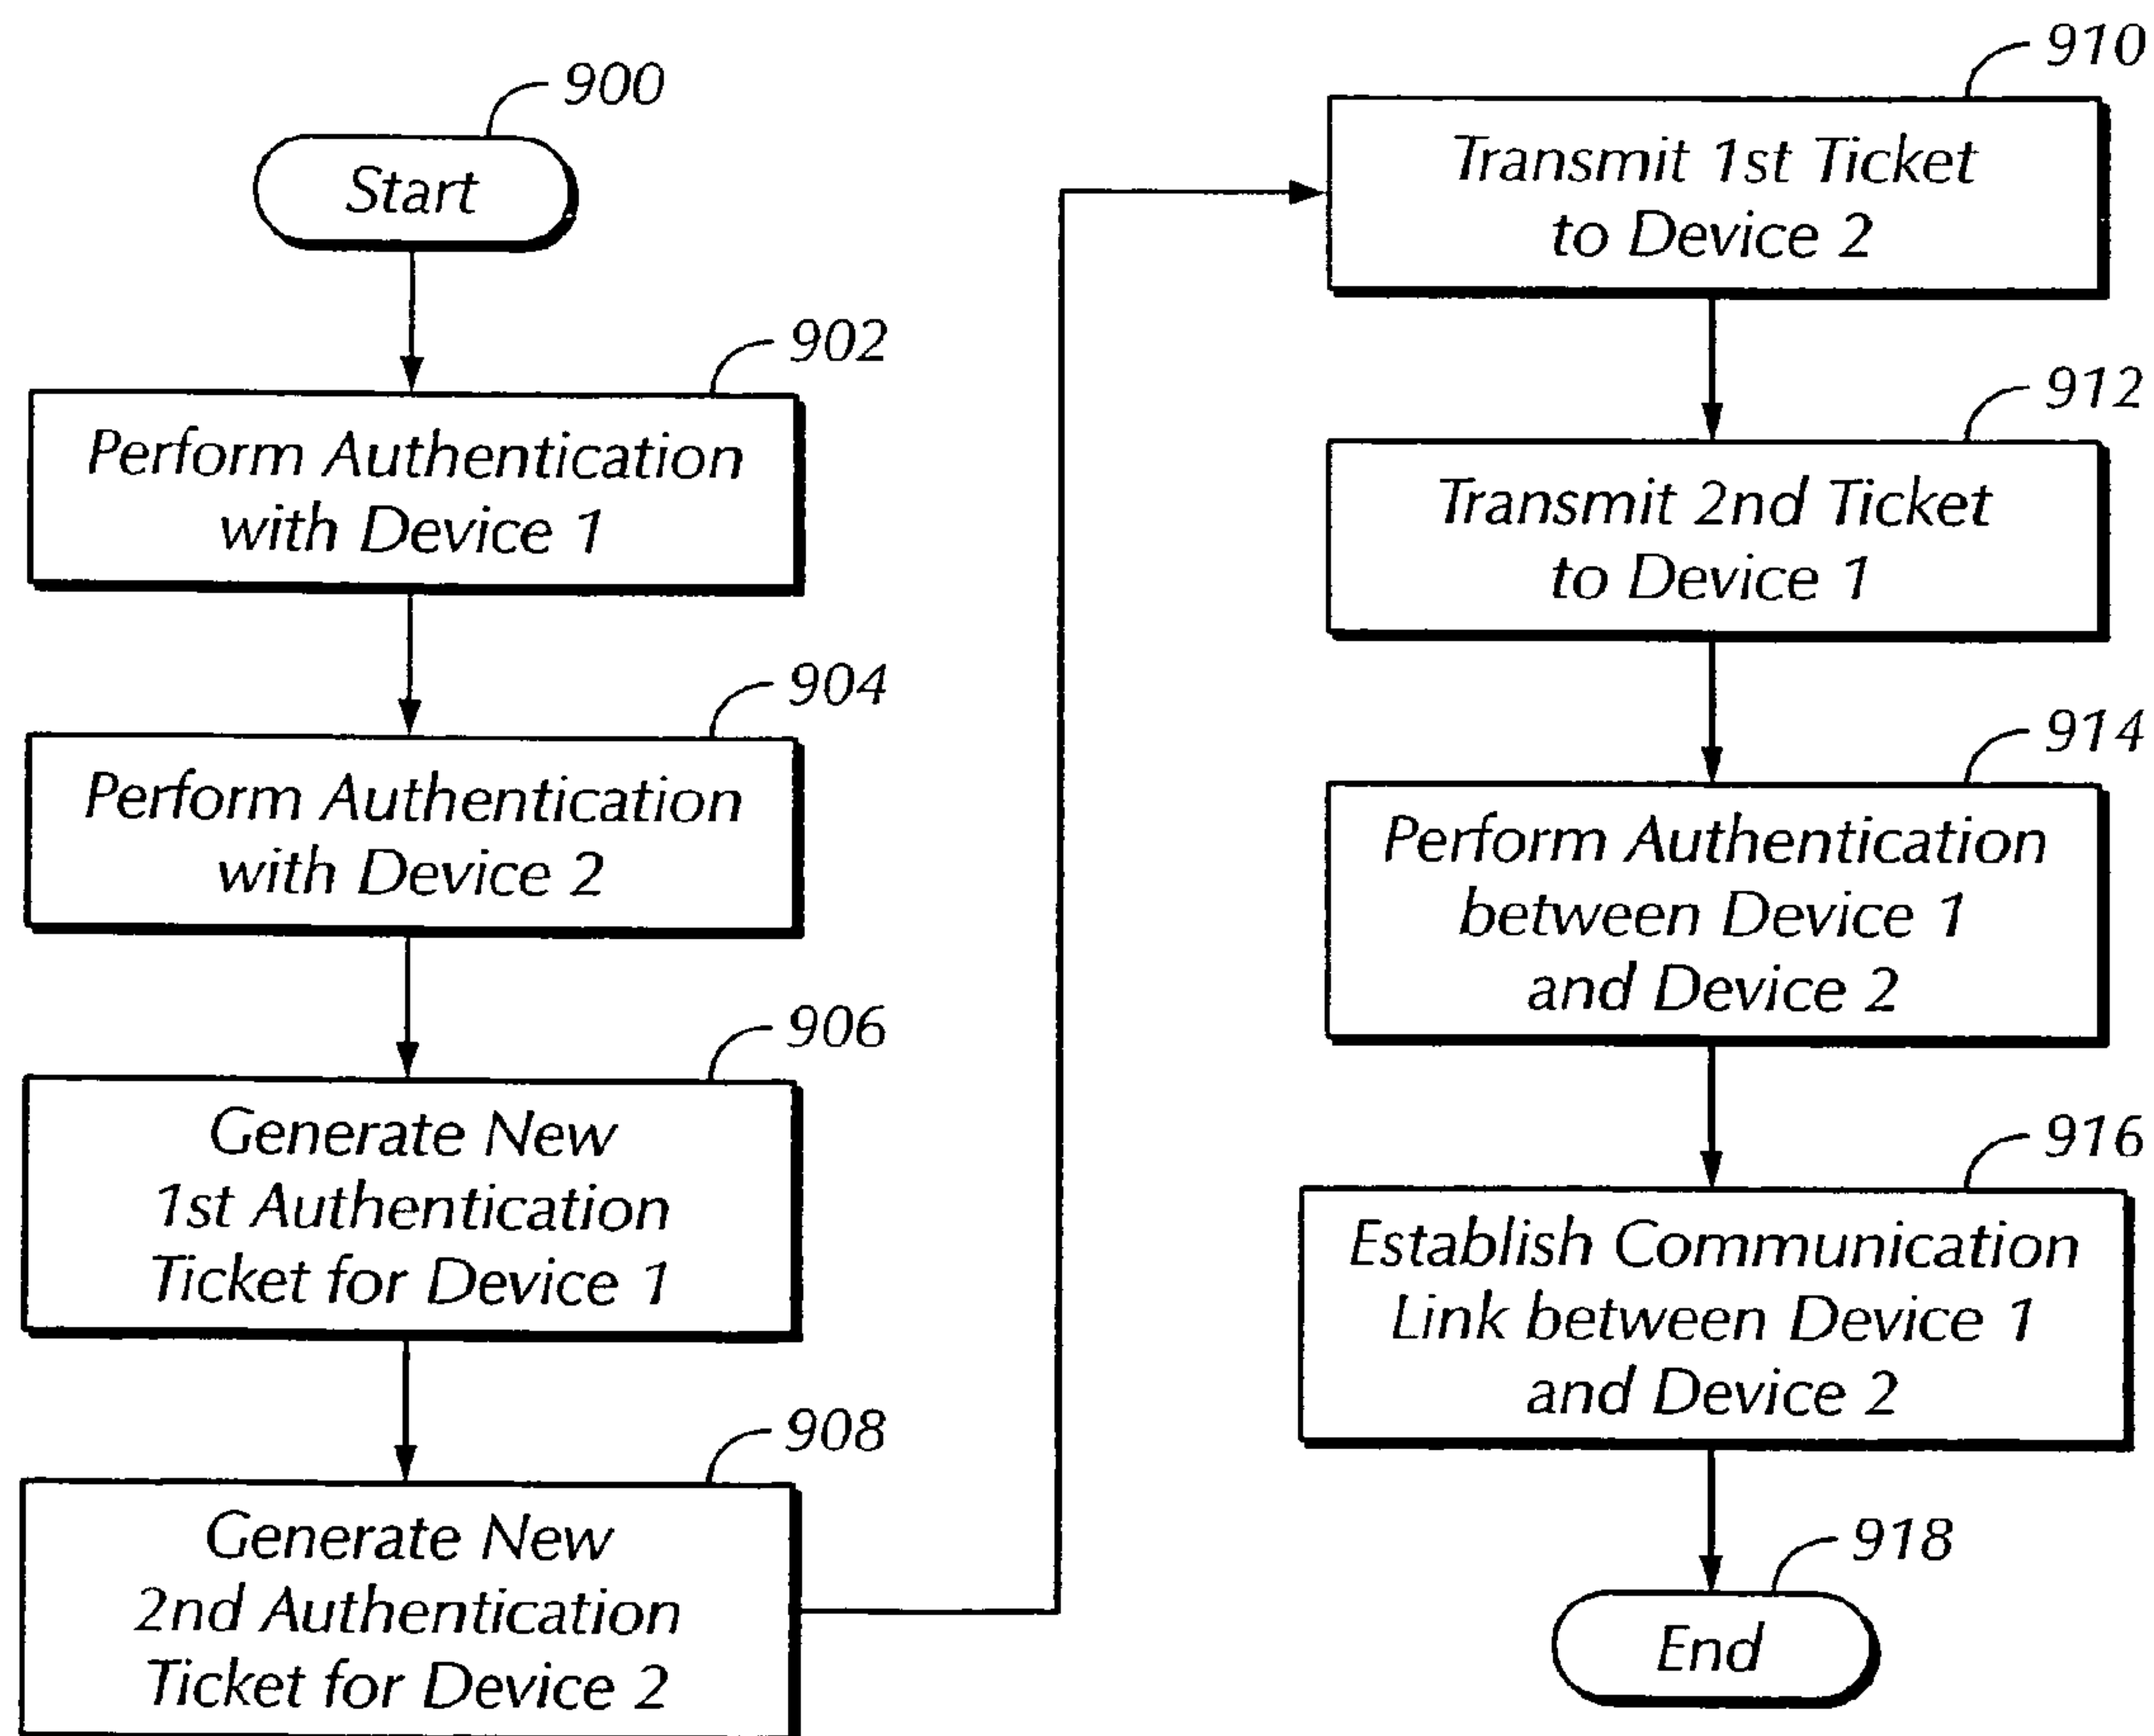 900
Start
902
Perform Authentication
with Device 1
904
Perform Authentication
with Device 2
906
Generate New
1st Authentication
Ticket for Device 1
908
Generate New
2nd Authentication
Ticket for Device 2
910
Transmit 1st Ticket
to Device 2
912
Transmit 2nd Ticket
to Device 1
914
Perform Authentication
between Device 1
and Device 2
916
Establish Communication
Link between Device 1
and Device 2
918
End